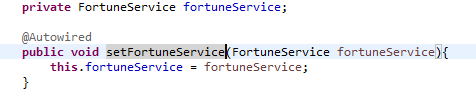 private FortuneService fortuneService;
@Autowired
public void setFortuneService(FortuneService fortuneService){
this.fortuneService = fortuneService;
}